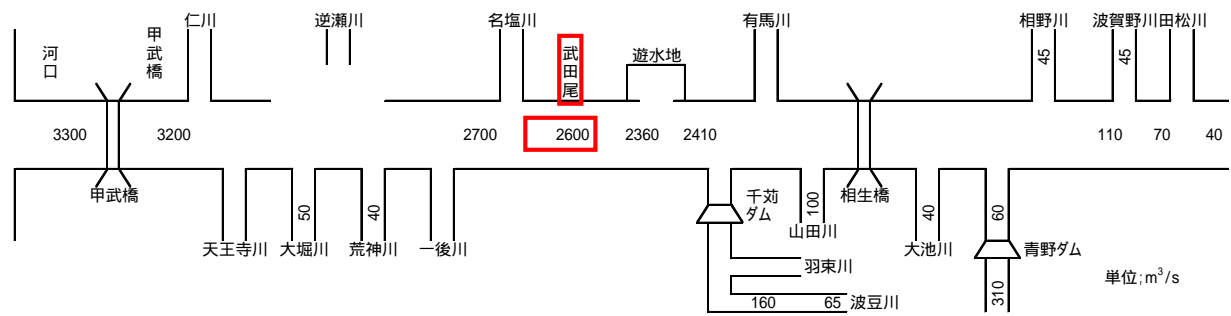 仁川
逆瀬川
名塩川
有馬川
相野川
波賀野川田松川
河口
甲武橋
武田尾
遊水地
45
45
3300
3200
2700
2600
2360
2410
110
70
40
甲武橋
相生橋
千苅ダム
50
40
100
40
60
天王寺川
大堀川
荒神川
一後川
山田川
大池川
青野ダム
羽束川
160
65
波豆川
310
単位;m³/s